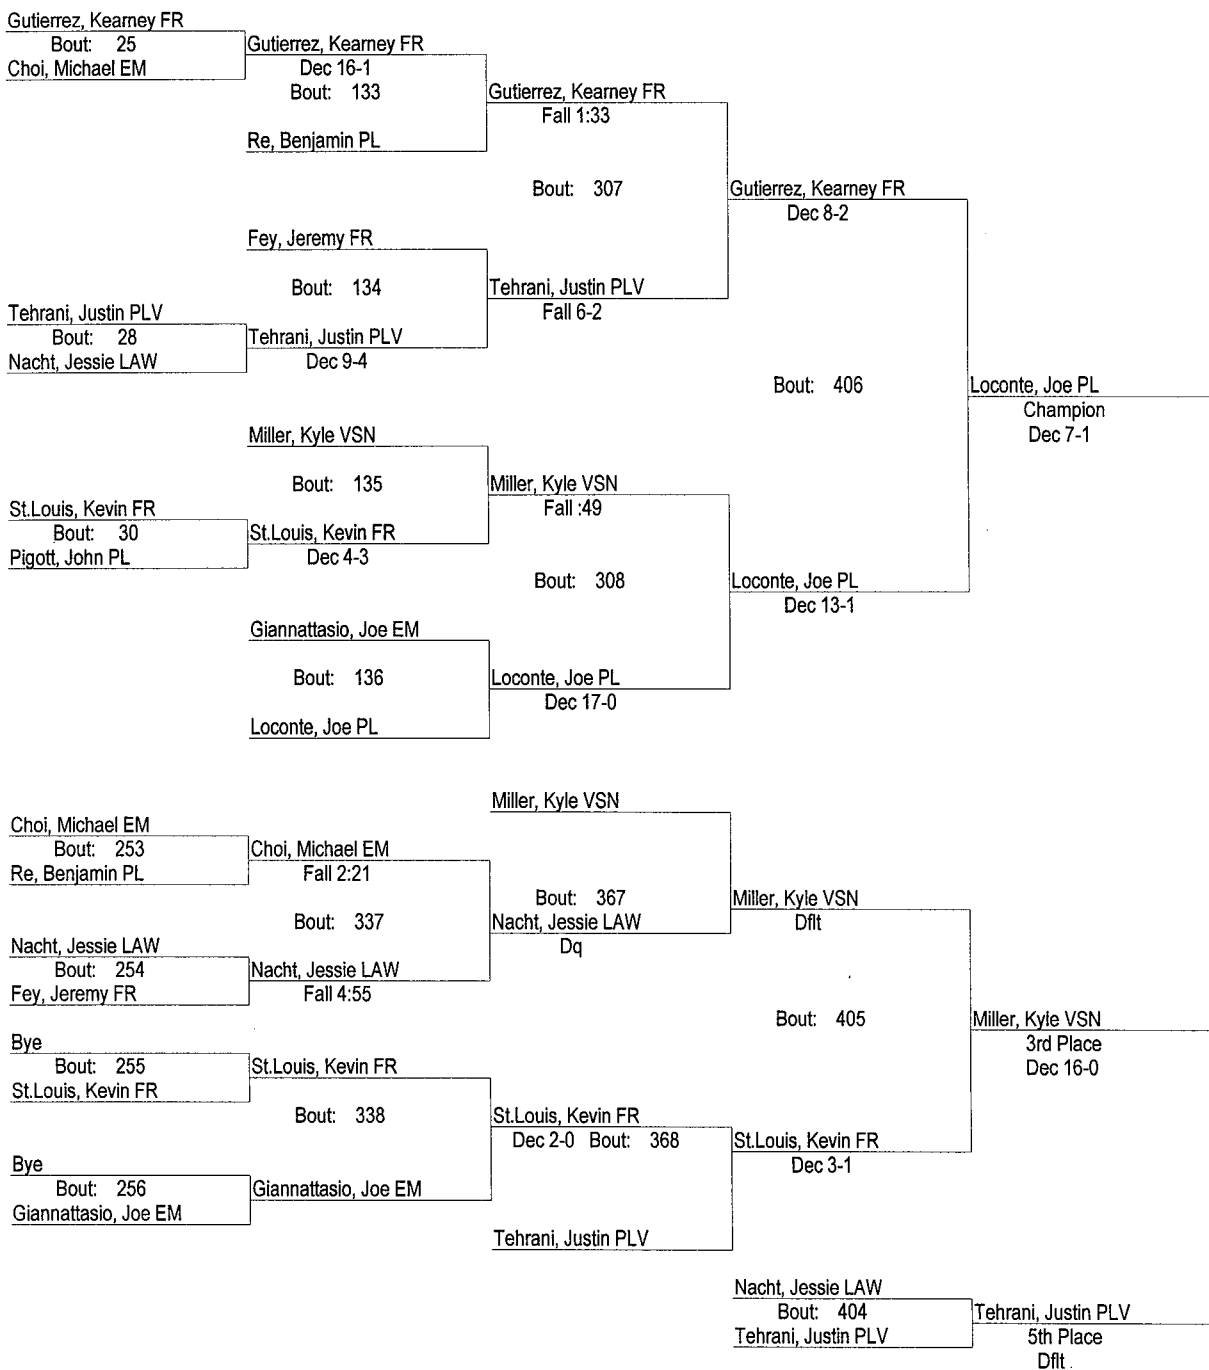 Gutierrez, Kearney FR
Bout: 25
Choi, Michael EM
Gutierrez, Kearney FR
Dec 16-1
Bout: 133
Re, Benjamin PL
Gutierrez, Kearney FR
Fall 1:33
Bout: 307
Gutierrez, Kearney FR
Dec 8-2
Fey, Jeremy FR
Bout: 134
Tehrani, Justin PLV
Fall 6-2
Tehrani, Justin PLV
Bout: 28
Nacht, Jessie LAW
Tehrani, Justin PLV
Dec 9-4
Bout: 406
Loconte, Joe PL
Champion
Dec 7-1
Miller, Kyle VSN
Bout: 135
Miller, Kyle VSN
Fall :49
St.Louis, Kevin FR
Bout: 30
Pigott, John PL
St.Louis, Kevin FR
Dec 4-3
Bout: 308
Loconte, Joe PL
Dec 13-1
Giannattasio, Joe EM
Bout: 136
Loconte, Joe PL
Dec 17-0
Loconte, Joe PL
Miller, Kyle VSN
Choi, Michael EM
Bout: 253
Re, Benjamin PL
Choi, Michael EM
Fall 2:21
Bout: 337
Bout: 367
Nacht, Jessie LAW
Dq
Miller, Kyle VSN
Dflt
Nacht, Jessie LAW
Bout: 254
Fey, Jeremy FR
Nacht, Jessie LAW
Fall 4:55
Bout: 405
Miller, Kyle VSN
3rd Place
Dec 16-0
Bye
Bout: 255
St.Louis, Kevin FR
St.Louis, Kevin FR
Bout: 338
St.Louis, Kevin FR
Dec 2-0 Bout: 368
St.Louis, Kevin FR
Dec 3-1
Bye
Bout: 256
Giannattasio, Joe EM
Giannattasio, Joe EM
Tehrani, Justin PLV
Nacht, Jessie LAW
Bout: 404
Tehrani, Justin PLV
Tehrani, Justin PLV
5th Place
Dflt